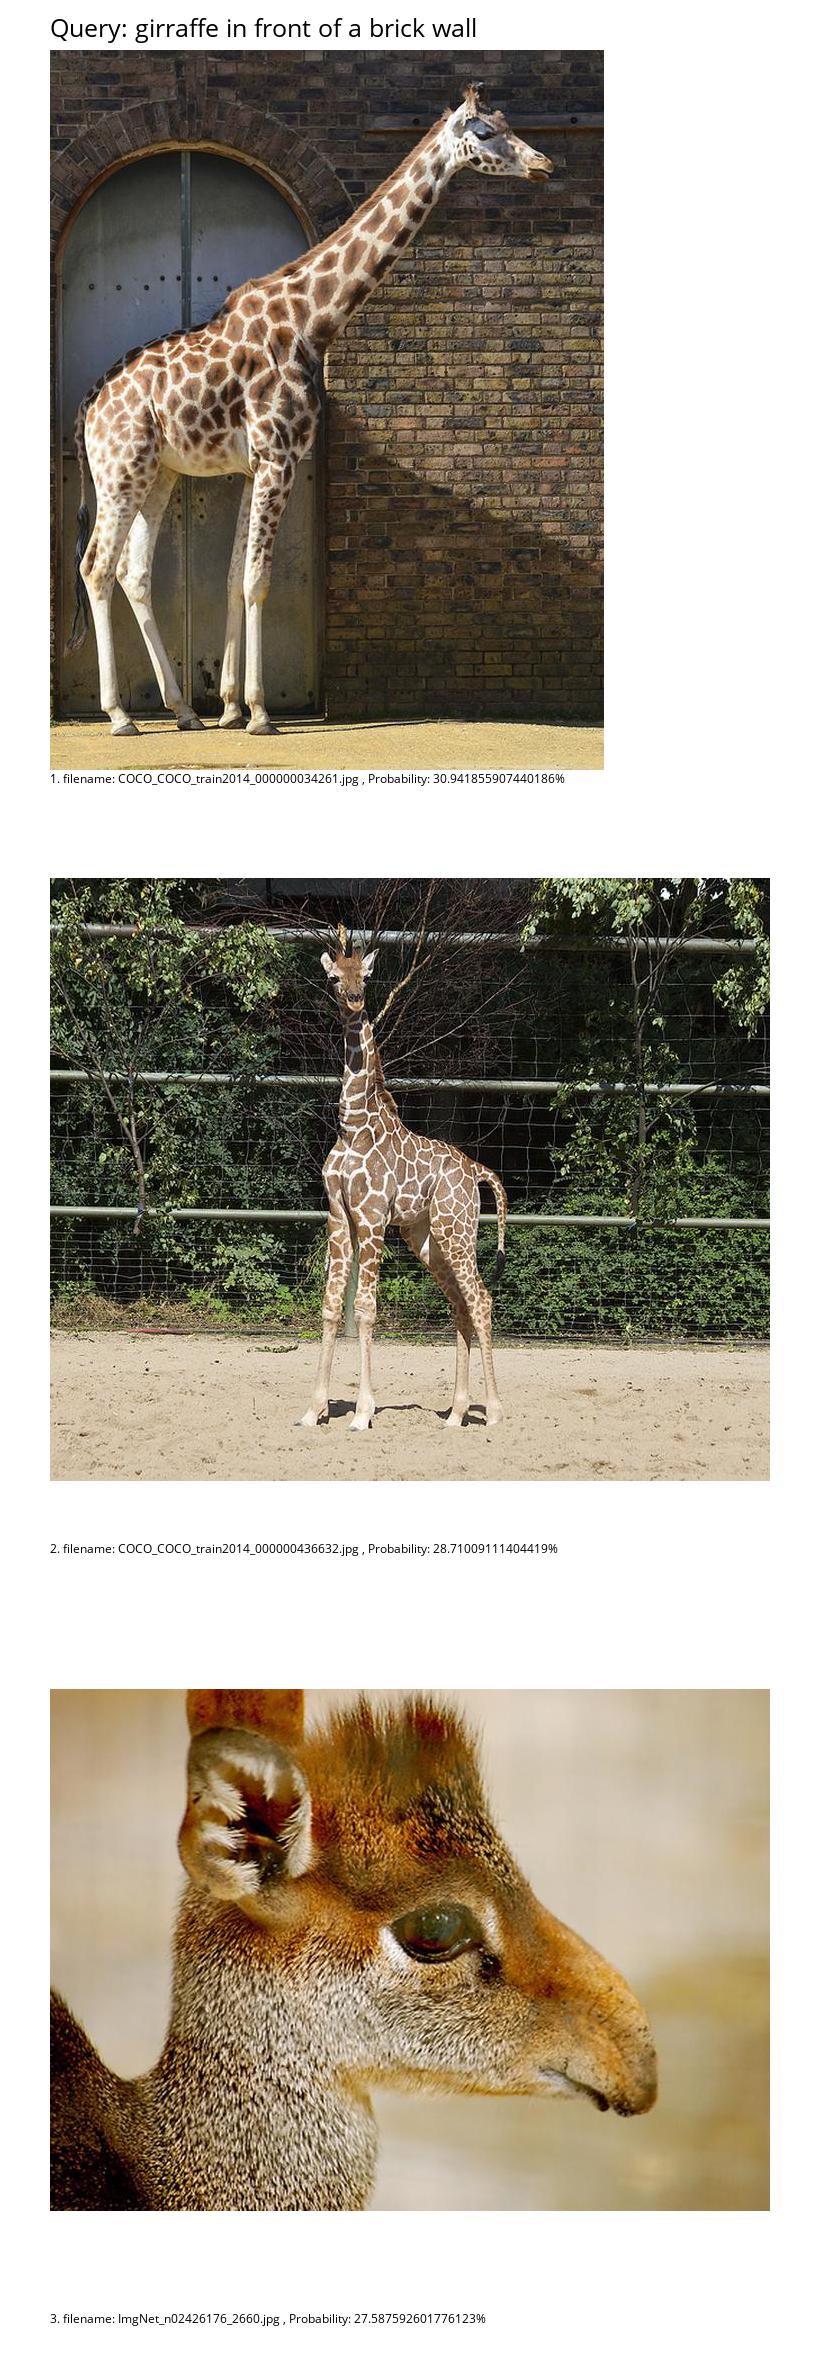 Query: girraffe in front of a brick wall
1. filename: COCO_COCO_train2014_000000034261.jpg , Probability: 30.941855907440186%
2. filename: COCO_COCO_train2014_000000436632.jpg , Probability: 28.71009111404419%
3. filename: ImgNet_n02426176_2660.jpg , Probability: 27.587592601776123%